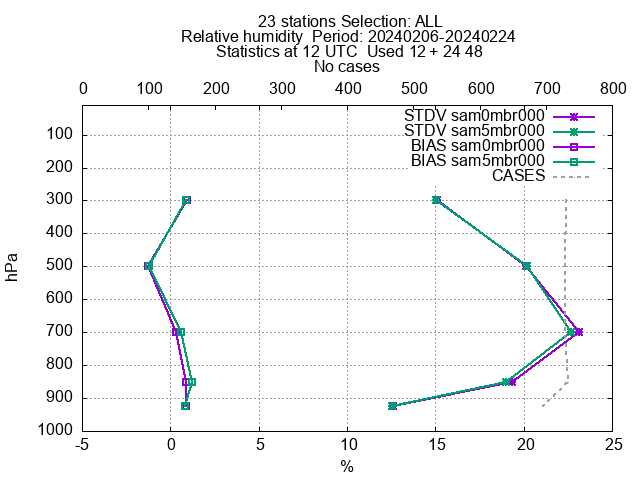 23 stations Selection: ALL
Relative humidity  Period: 20240206-20240224
Statistics at 12 UTC  Used 12 + 24 48
No cases
0 100 200 300 400 500 600 700 800
STDV sam0mbr000
STDV sam5mbr000
BIAS sam0mbr000
BIAS sam5mbr000
CASES
100
200
300
400
500
600
700
800
900
1000
hPa
-5 0 5 10 15 20 25
%